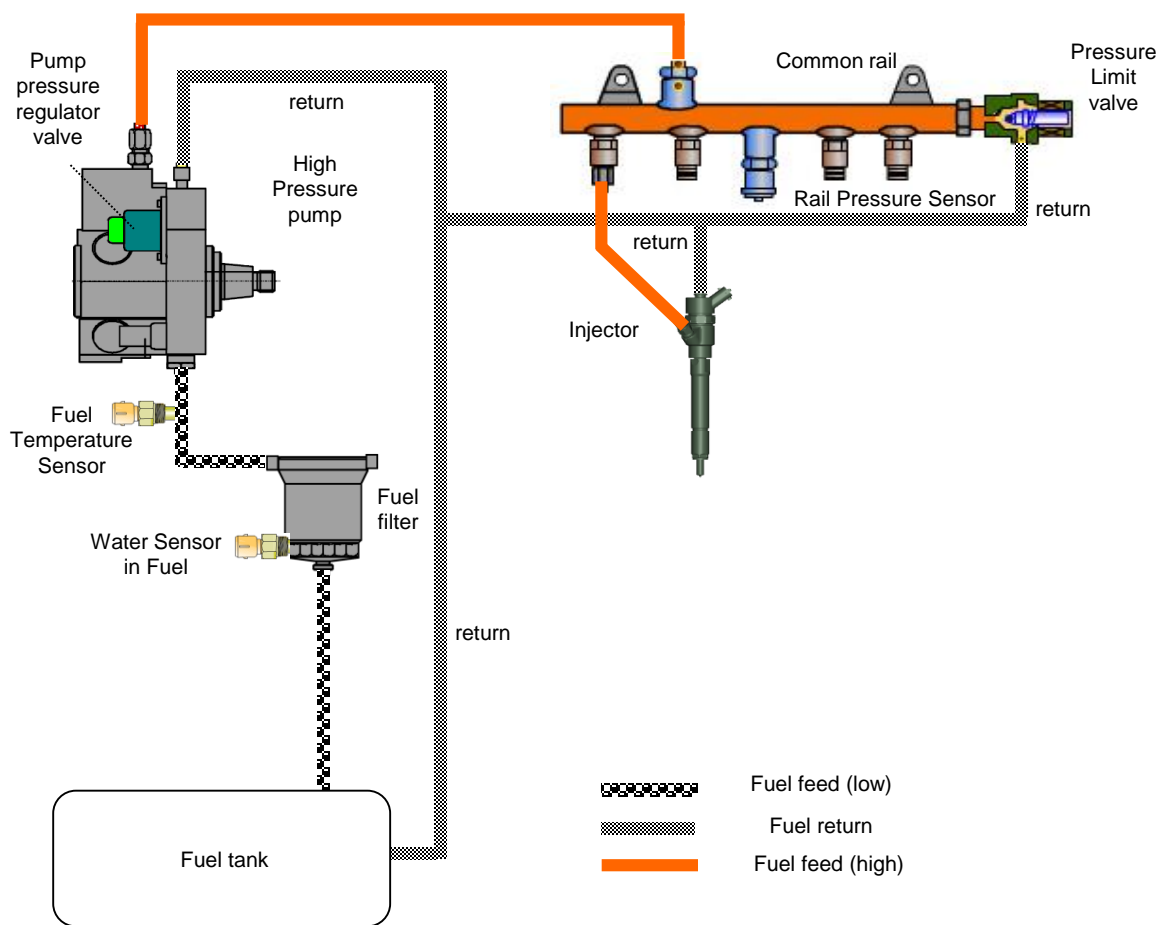 Pump
pressure
regulator
valve
return
High
Pressure
pump
Common rail
Pressure
Limit
valve
Rail Pressure Sensor
return
return
Injector
Fuel
Temperature
Sensor
Fuel
filter
Water Sensor
in Fuel
return
Fuel tank
Fuel feed (low)
Fuel return
Fuel feed (high)